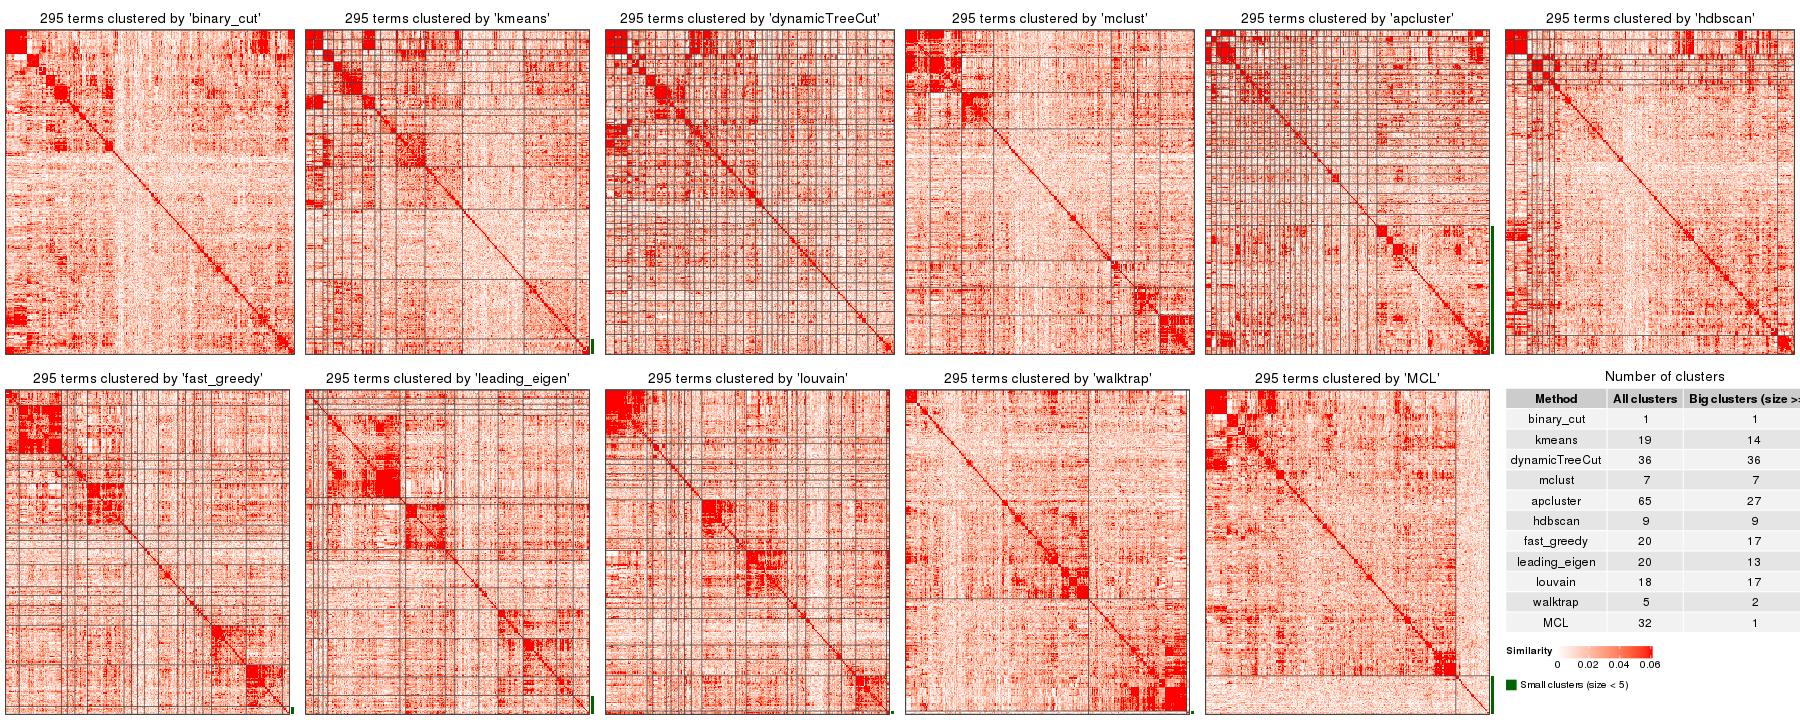 295 terms clustered by 'binary_cut'
295 terms clustered by 'kmeans'
295 terms clustered by 'dynamicTreeCut'
295 terms clustered by 'mclust'
295 terms clustered by 'apcluster'
295 terms clustered by 'hdbscan'
295 terms clustered by 'fast_greedy'
295 terms clustered by 'leading_eigen'
295 terms clustered by 'louvain'
295 terms clustered by 'walktrap'
295 terms clustered by 'MCL'
Number of clusters
Method All clusters Big clusters (size >=
binary_cut 1 1
kmeans 19 14
dynamicTreeCut 36 36
mclust 7 7
apcluster 65 27
hdbscan 9 9
fast_greedy 20 17
leading_eigen 20 13
louvain 18 17
walktrap 5 2
MCL 32 1
Similarity
0 0.02 0.04 0.06
Small clusters (size < 5)